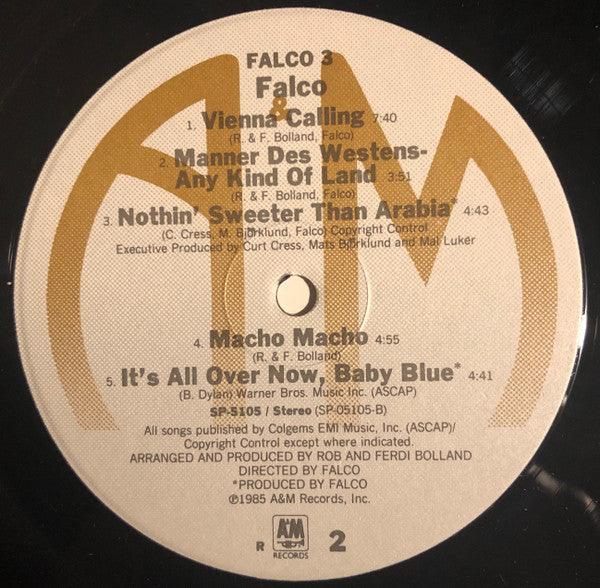 FALCO 3
Falco
&
1. Vienna Calling 7:40
(R. & F. Bolland, Falco)
2. Manner Des Westens-
Any Kind Of Land 3:51
(R. & F. Bolland, Falco)
3. Nothin' Sweeter Than Arabia* 4:43
(C. Cress, M. Björklund, Falco) Copyright Control
Executive Produced by Curt Cress, Mats Björklund and Mal Luker
4. Macho Macho 4:55
(R. & F. Bolland)
5. It's All Over Now, Baby Blue* 4:41
(B. Dylan) Warner Bros. Music Inc. (ASCAP)
SP-5105 / Stereo (SP-05105-B)
All songs published by Colgems EMI Music, Inc. (ASCAP)/
Copyright Control except where indicated.
ARRANGED AND PRODUCED BY ROB AND FERDI BOLLAND
DIRECTED BY FALCO
*PRODUCED BY FALCO
℗1985 A&M Records, Inc.
R A&M RECORDS 2